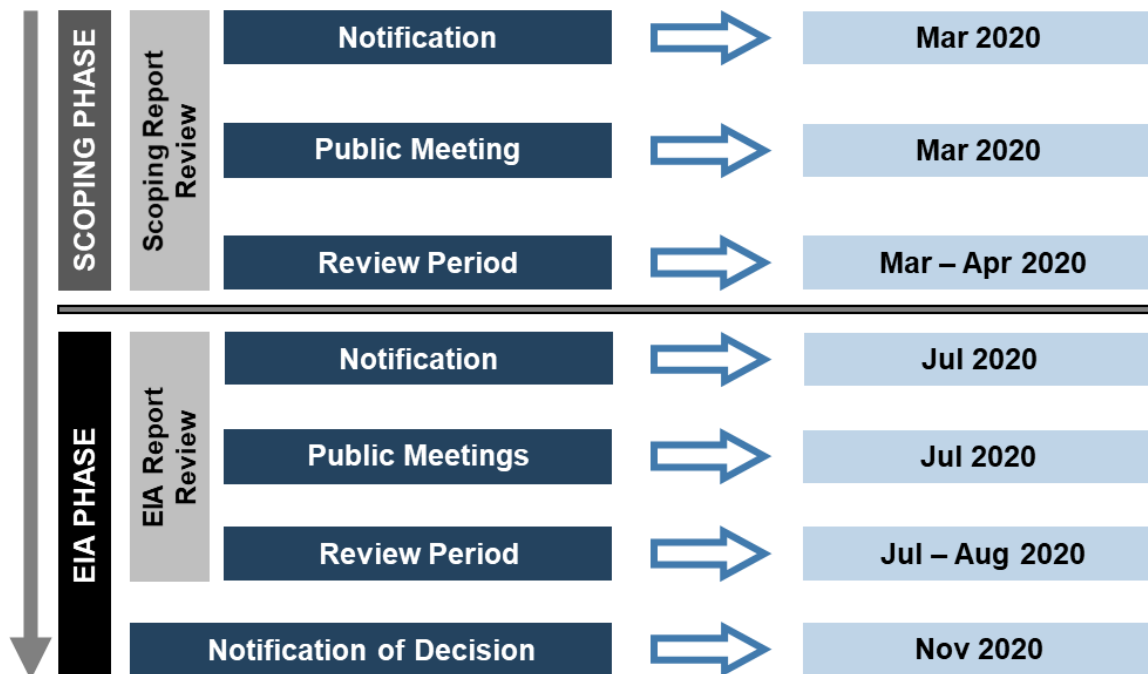 SCOPING PHASE
Scoping Report
Review
Notification
Mar 2020
Public Meeting
Mar 2020
Review Period
Mar – Apr 2020
EIA PHASE
EIA Report
Review
Notification
Jul 2020
Public Meetings
Jul 2020
Review Period
Jul – Aug 2020
Notification of Decision
Nov 2020